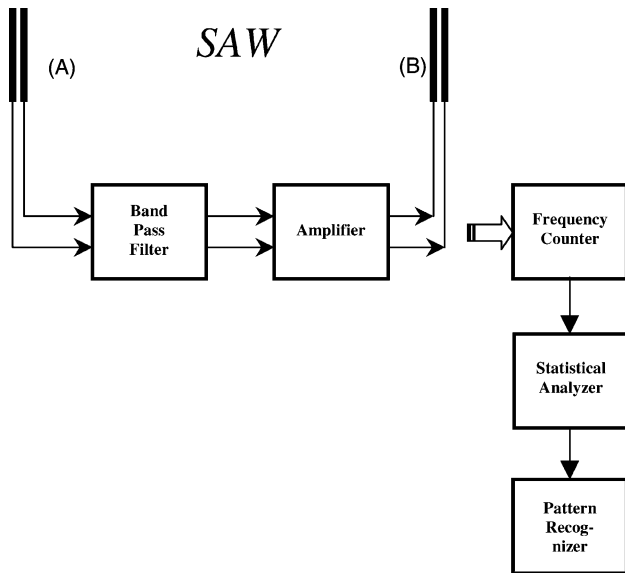 SAW
(A)
(B)
Band
Pass
Filter
Amplifier
Frequency
Counter
Statistical
Analyzer
Pattern
Recog-
nizer